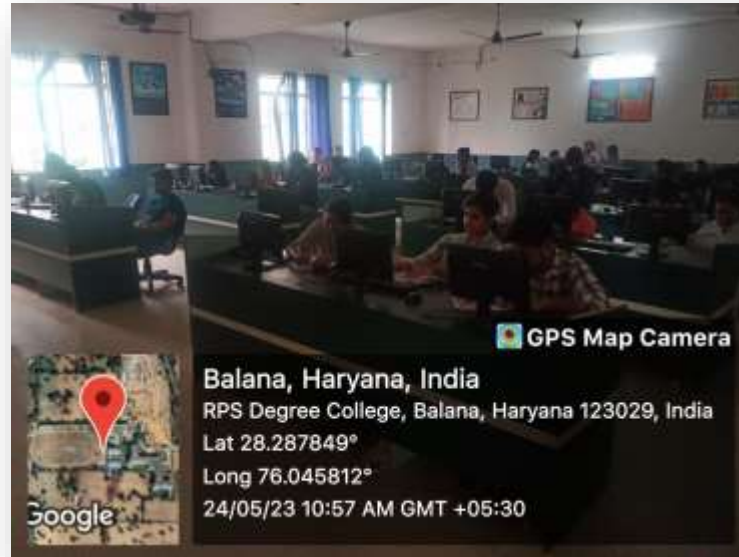 GPS Map Camera
Balana, Haryana, India
RPS Degree College, Balana, Haryana 123029, India
Lat 28.287849°
Long 76.045812°
24/05/23 10:57 AM GMT +05:30
Google